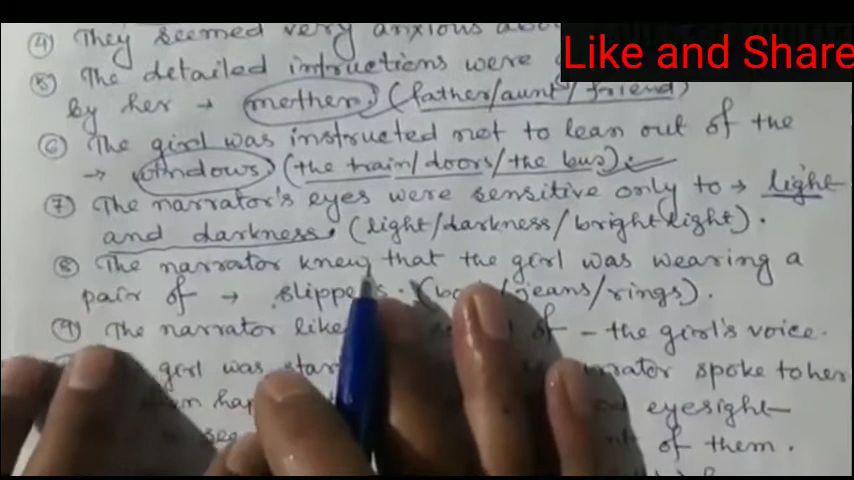 ④ They seemed very anxious
Like and Share
⑤ The detailed intructions were
by her → mother. (father/aunt/friend)
⑥ The girl was instructed not to lean out of the
→ windows (the train/doors/the bus).
⑦ The narrator's eyes were sensitive only to → light
and darkness. (light/darkness/bright light).
⑧ The narrator knew that the girl was wearing a
pair of → slippers. (/jeans/rings).
⑨ The narrator like of - the girl's voice.
girl was spoke to her
eyesight
of them.